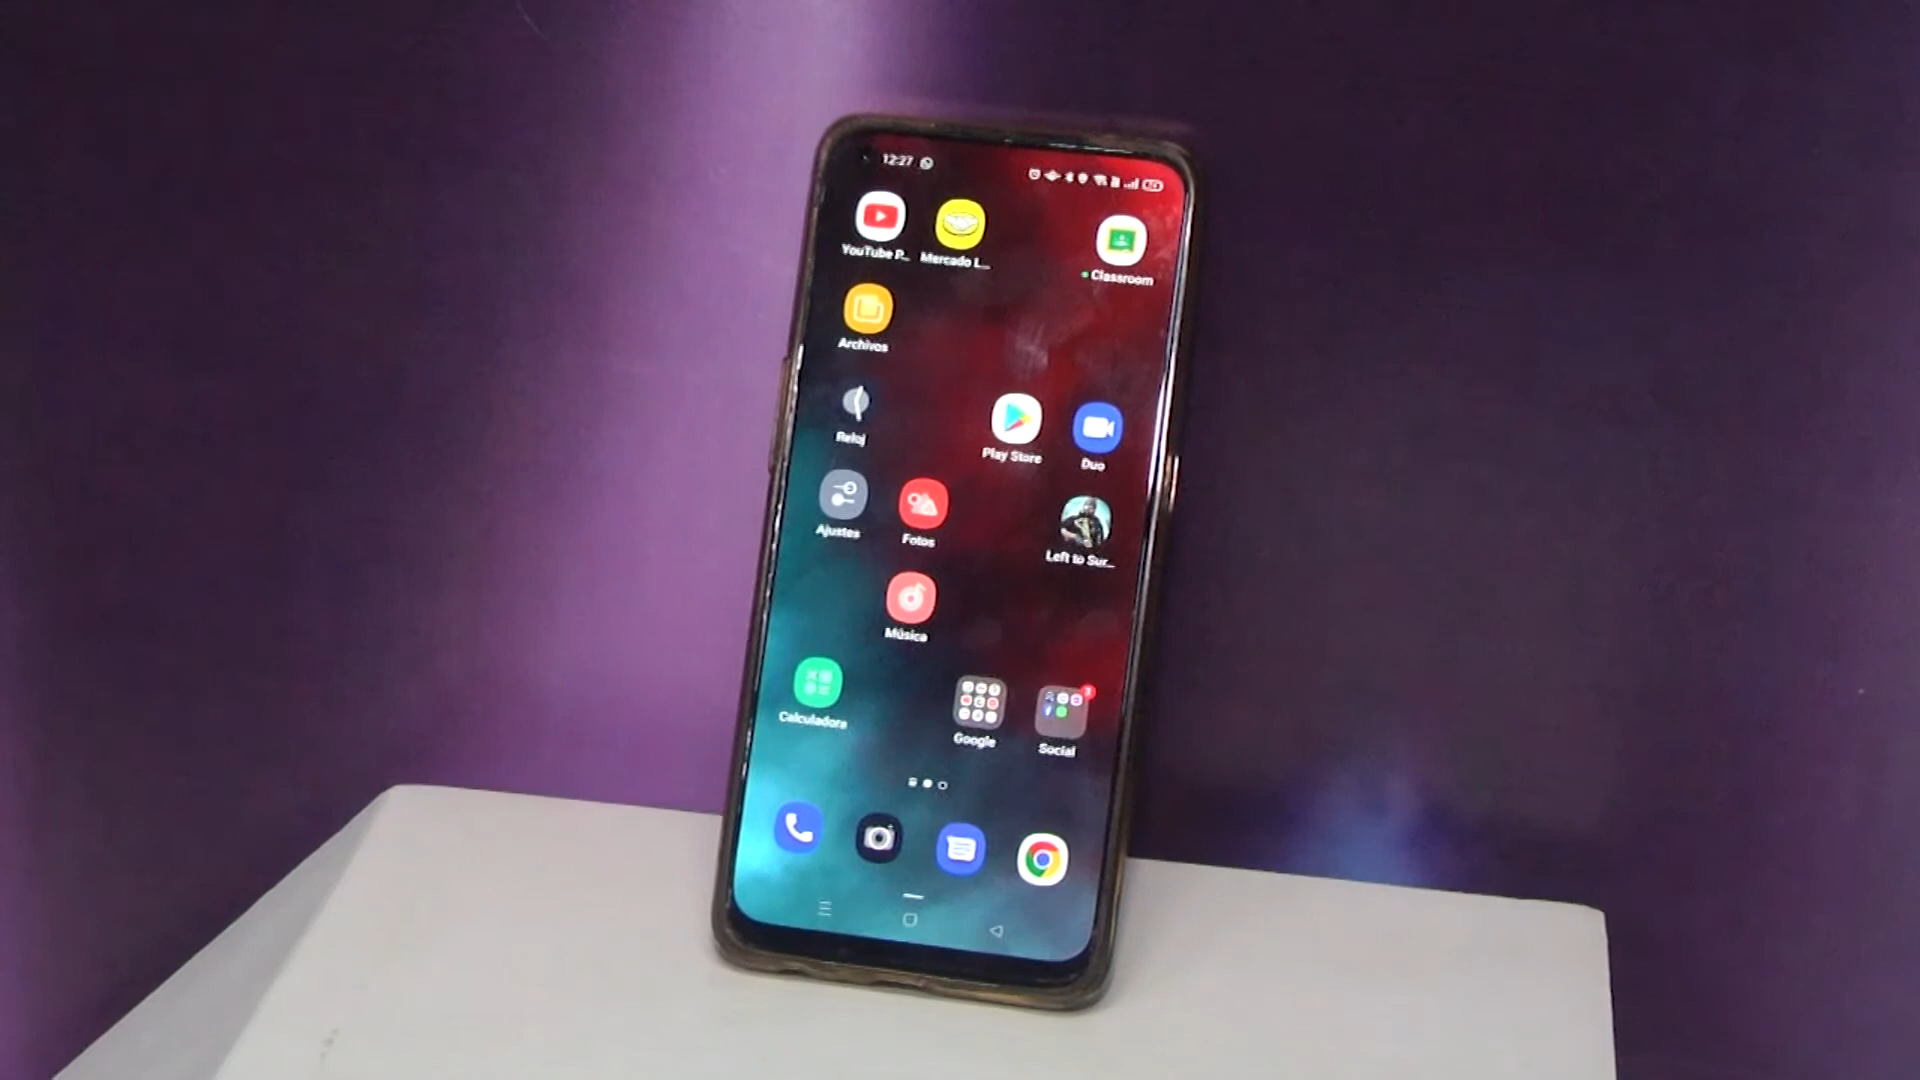 12:27
YouTube P...
Mercado L...
Classroom
Archivos
Reloj
Play Store
Duo
Ajustes
Fotos
Left to Sur...
Música
Calculadora
Google
Social
3